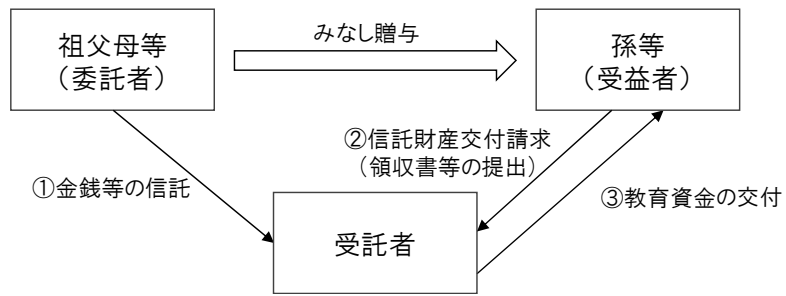 祖父母等
（委託者）
みなし贈与
孫等
（受益者）
②信託財産交付請求
（領収書等の提出）
①金銭等の信託
③教育資金の交付
受託者